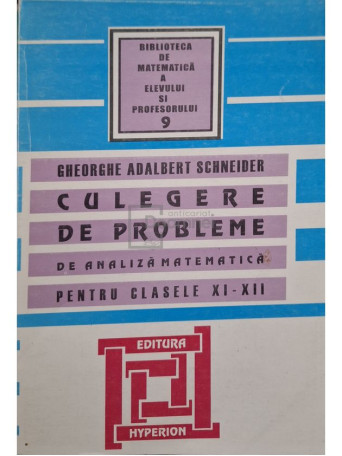 BIBLIOTECA
DE
MATEMATICĂ
A
ELEVULUI
SI
PROFESORULUI
9
GHEORGHE ADALBERT SCHNEIDER
CULEGERE
DE PROBLEME
DE ANALIZĂ MATEMATICĂ
PENTRU CLASELE XI-XII
EDITURA
HYPERION